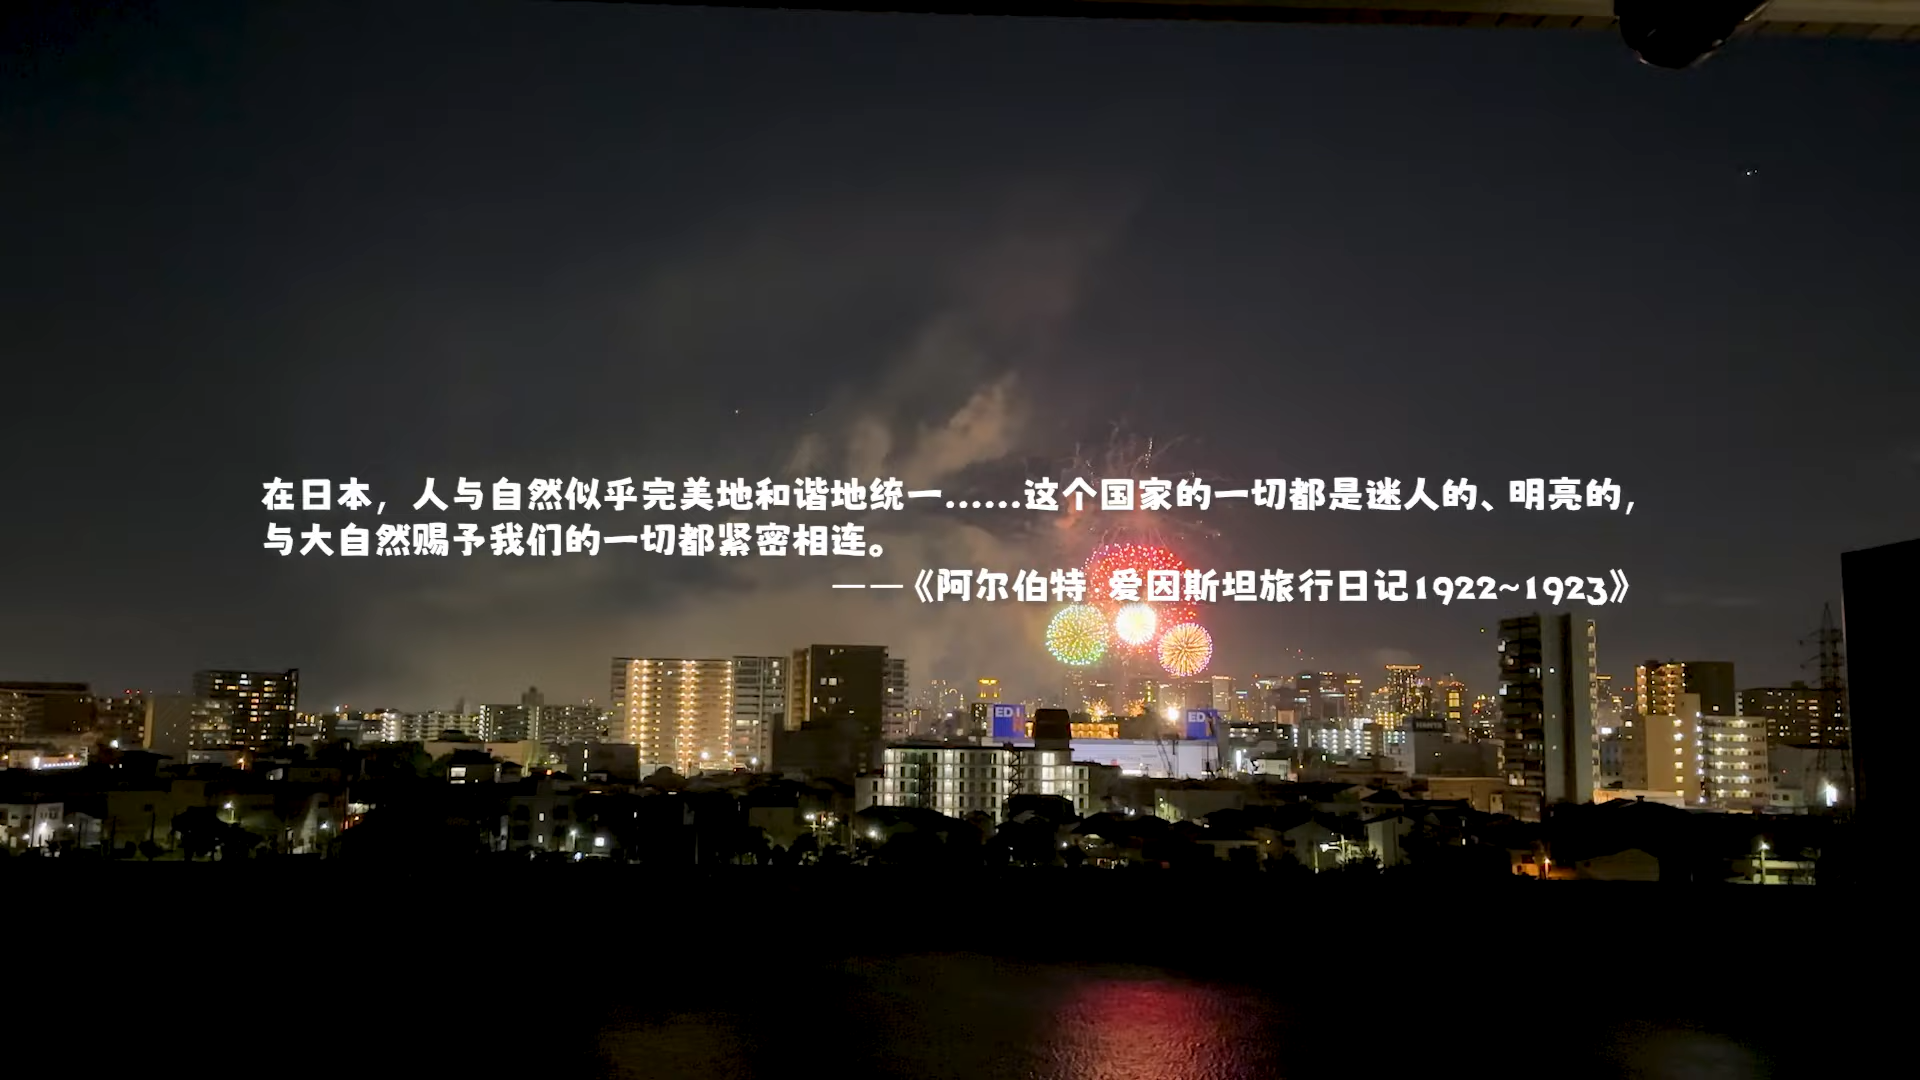 在日本，人与自然似乎完美地和谐地统一……这个国家的一切都是迷人的、明亮的，
与大自然赐予我们的一切都紧密相连。
——《阿尔伯特·爱因斯坦旅行日记1922~1923》
EDI
ED